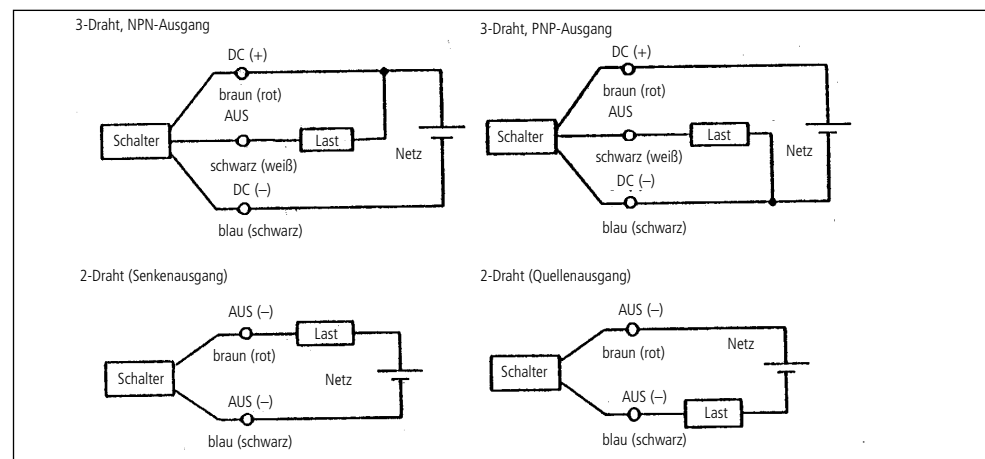 3-Draht, NPN-Ausgang
DC (+)
braun (rot)
AUS
Schalter
Last
Netz
schwarz (weiß)
DC (–)
blau (schwarz)
3-Draht, PNP-Ausgang
DC (+)
braun (rot)
AUS
Schalter
Last
Netz
schwarz (weiß)
DC (–)
blau (schwarz)
2-Draht (Senkenausgang)
AUS (–)
Last
braun (rot)
Schalter
Netz
AUS (–)
blau (schwarz)
2-Draht (Quellenausgang)
AUS (–)
Netz
braun (rot)
Schalter
AUS (–)
Last
blau (schwarz)